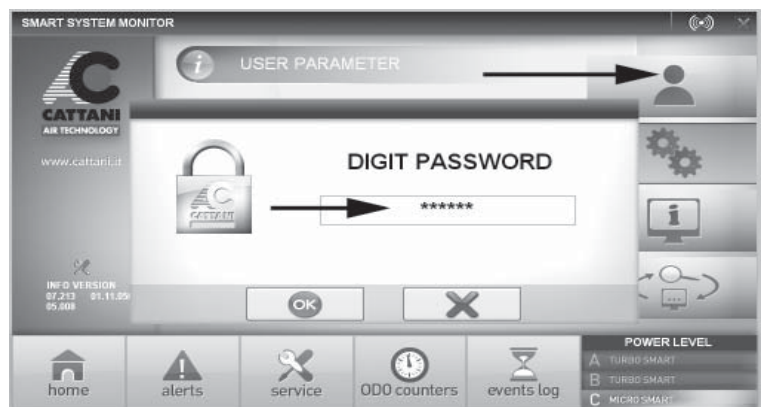 SMART SYSTEM MONITOR
USER PARAMETER
CATTANI
AIR TECHNOLOGY
www.cattani.it
DIGIT PASSWORD
AC
CATTANI
******
INFO VERSION
07.213 01.11.05
05.008
OK
POWER LEVEL
A TURBO SMART
B TURBO SMART
C MICRO SMART
home
alerts
service
ODO counters
events log